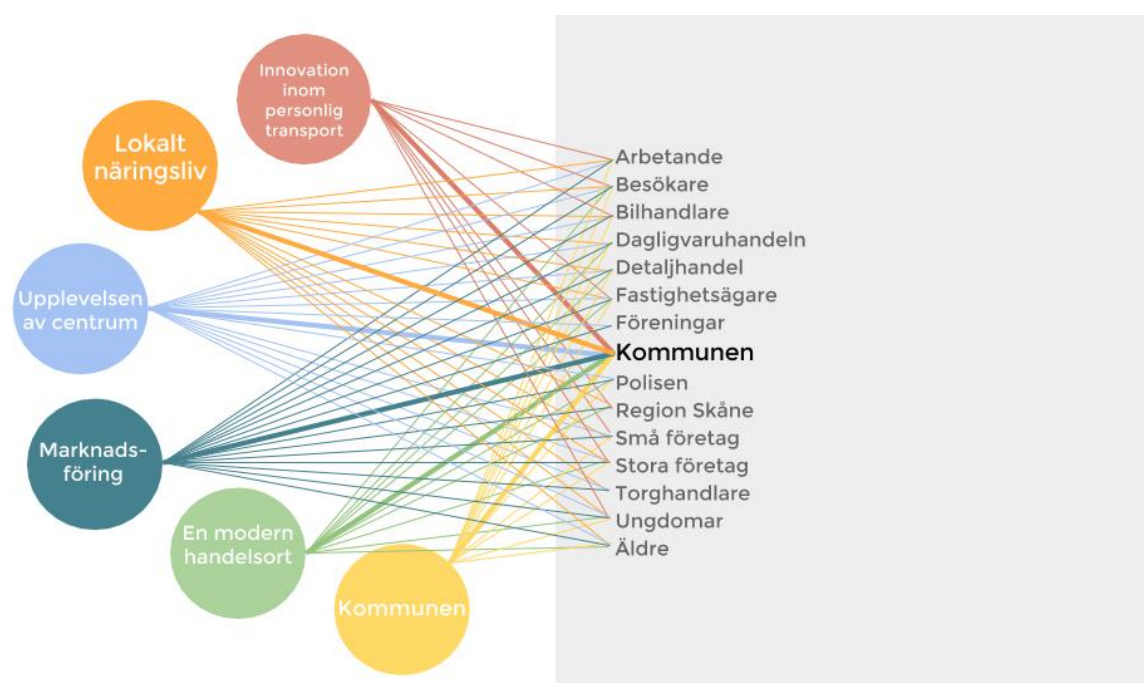 Innovation
inom
personlig
transport
Lokalt
näringsliv
Upplevelsen
av centrum
Marknads-
föring
En modern
handelsort
Kommunen
Arbetande
Besökare
Bilhandlare
Dagligvaruhandeln
Detaljhandel
Fastighetsägare
Föreningar
Kommunen
Polisen
Region Skåne
Små företag
Stora företag
Torghandlare
Ungdomar
Äldre